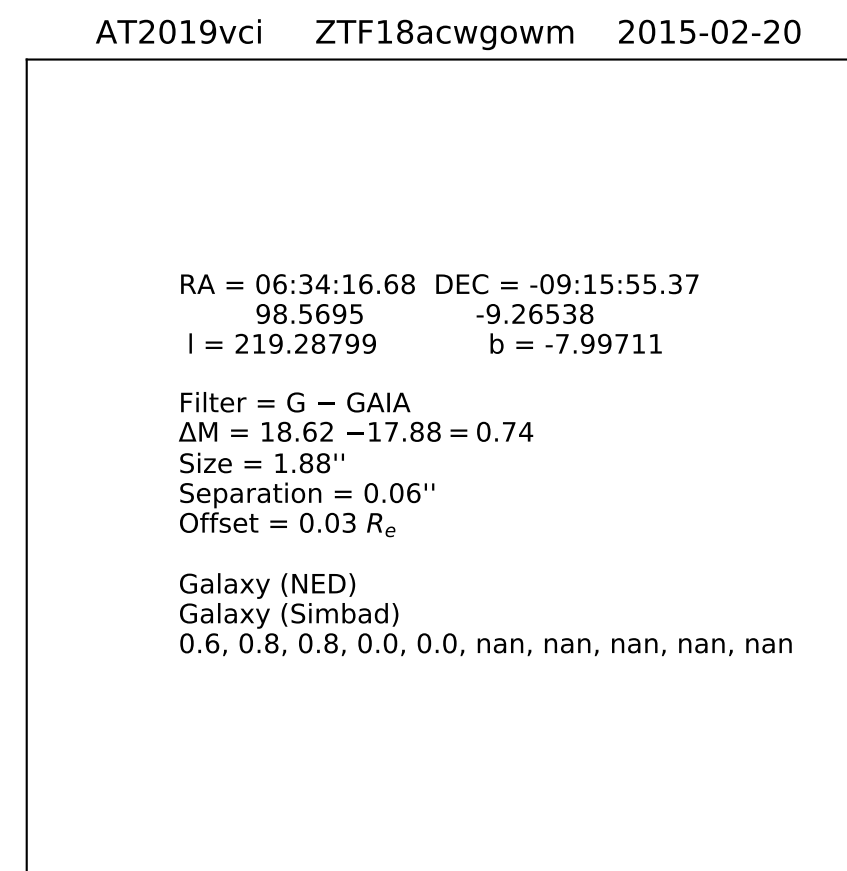 AT2019vci ZTF18acwgowm 2015-02-20
RA = 06:34:16.68 DEC = -09:15:55.37
98.5695 -9.26538
l = 219.28799 b = -7.99711
Filter = G − GAIA
ΔM = 18.62 −17.88 = 0.74
Size = 1.88''
Separation = 0.06''
Offset = 0.03 Rₑ
Galaxy (NED)
Galaxy (Simbad)
0.6, 0.8, 0.8, 0.0, 0.0, nan, nan, nan, nan, nan